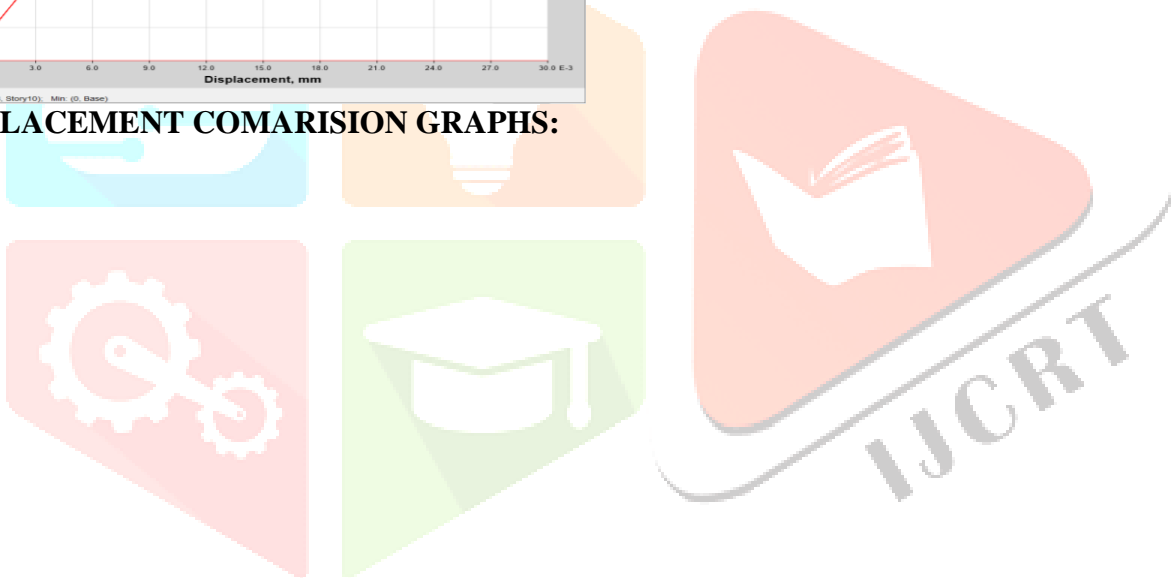 3.0 6.0 9.0 12.0 15.0 18.0 21.0 24.0 27.0 30.0 E-3
Displacement, mm
, Story10); Min: (0, Base)
LACEMENT COMARISION GRAPHS:
IJCRT